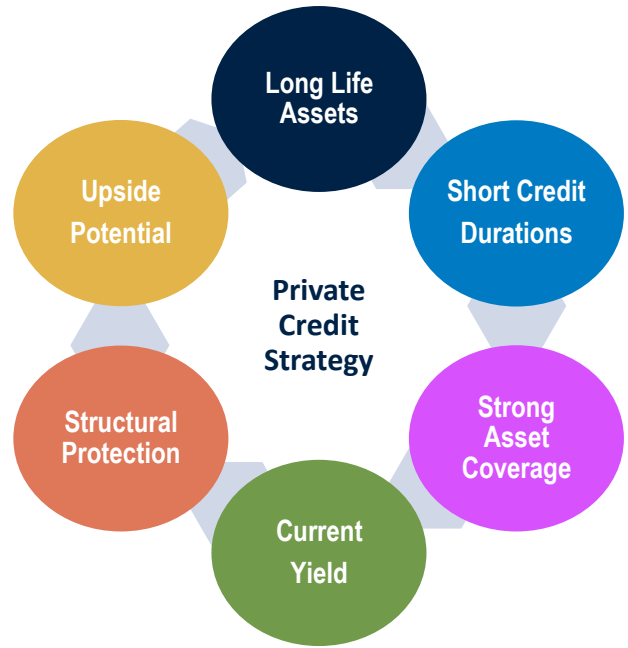 Long Life
Assets
Short Credit
Durations
Strong
Asset
Coverage
Current
Yield
Structural
Protection
Upside
Potential
Private
Credit
Strategy